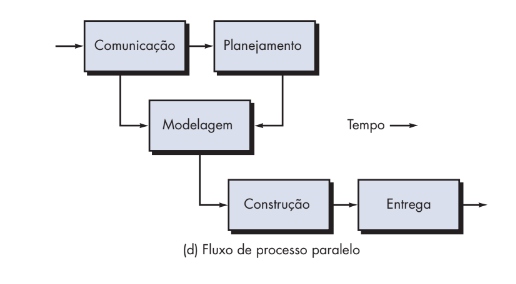 Comunicação
Planejamento
Modelagem
Tempo
Construção
Entrega
(d) Fluxo de processo paralelo